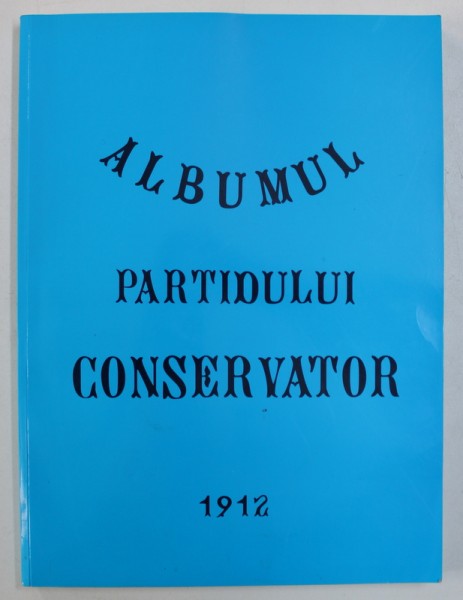 ALBUMUL
PARTIDULUI
CONSERVATOR
1912